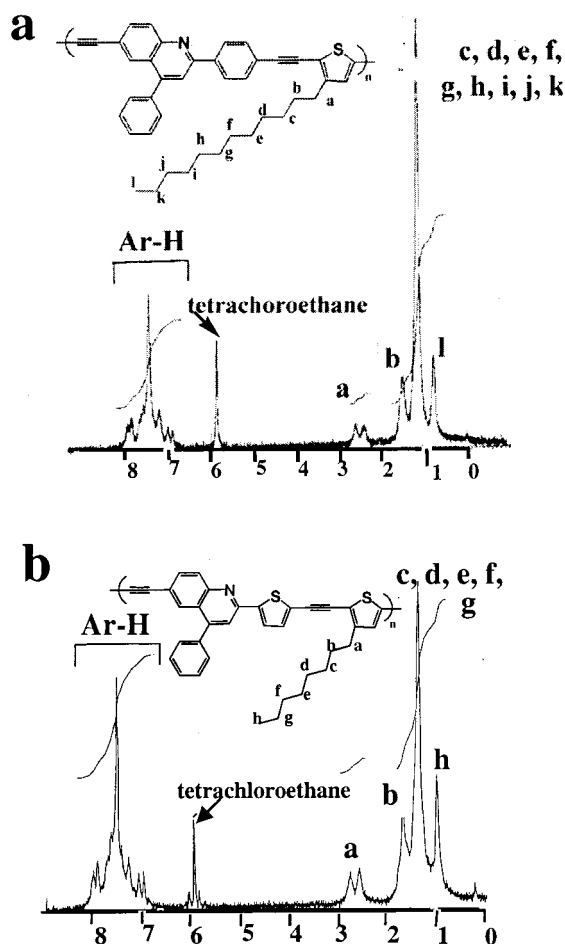 a
N
S
n
c, d, e, f,
g, h, i, j, k
b
a
d
c
f
e
h
g
j
i
l
k
Ar-H
tetrachoroethane
a
b
l
8 7 6 5 4 3 2 1 0
b
N
S
S
n
c, d, e, f,
g
Ar-H
b
a
d
c
f
e
h
g
tetrachloroethane
a
b
h
8 7 6 5 4 3 2 1 0